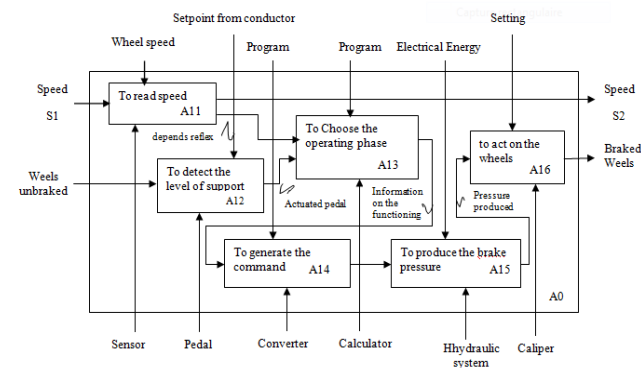 Setpoint from conductor
Setting
Wheel speed
Program
Program
Electrical Energy
Speed
S1
To read speed
A11
Speed
S2
depends reflex
To Choose the
operating phase
A13
to act on the
wheels
A16
Braked
Weels
Weels
unbraked
To detect the
level of support
A12
Actuated pedal
Information
on the
functioning
Pressure
produced
To generate the
command
A14
To produce the brake
pressure
A15
A0
Sensor
Pedal
Converter
Calculator
Hhydraulic
system
Caliper